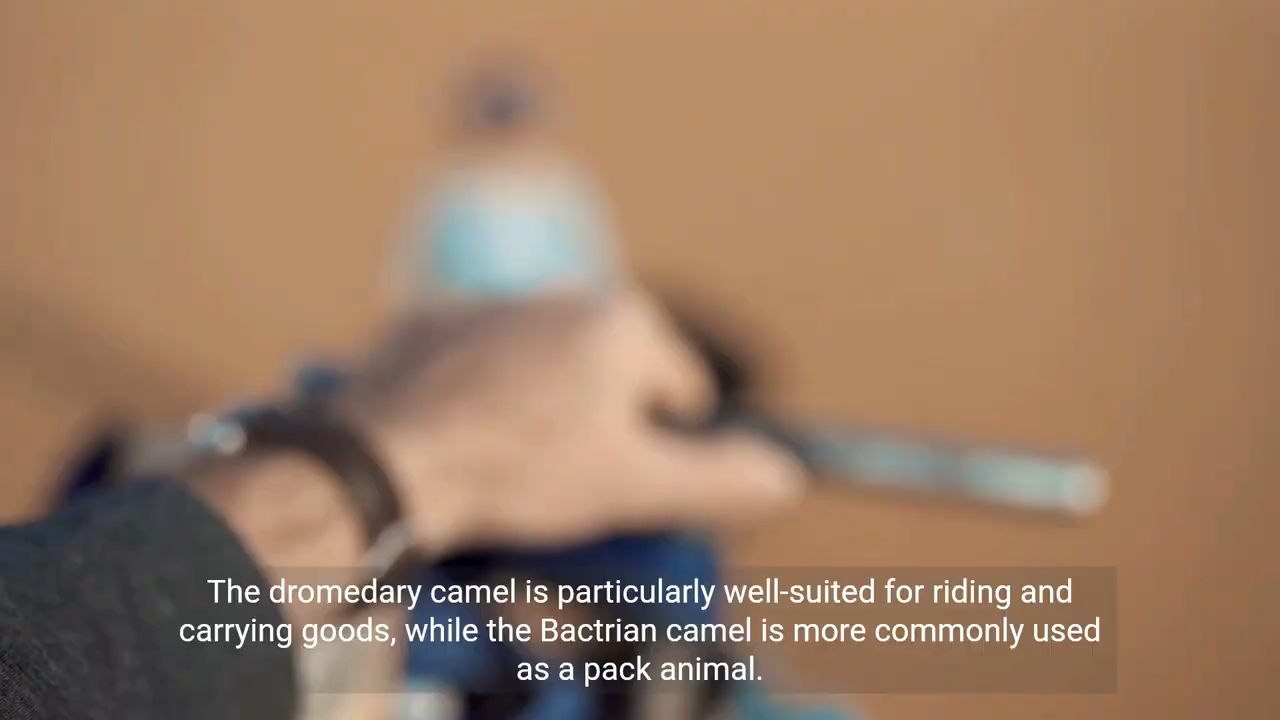 The dromedary camel is particularly well-suited for riding and
carrying goods, while the Bactrian camel is more commonly used
as a pack animal.